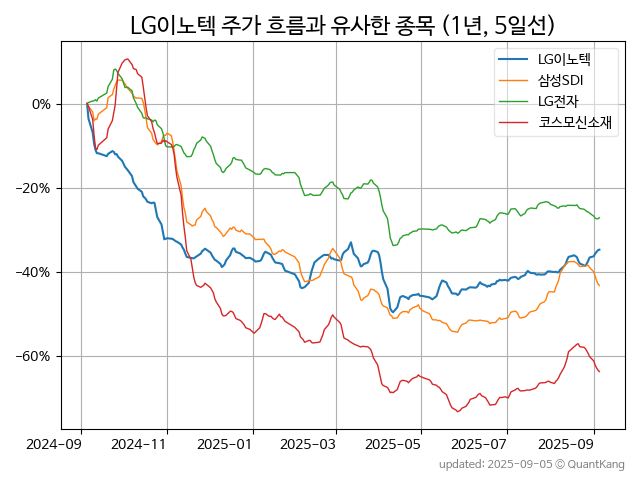 LG이노텍 주가 흐름과 유사한 종목 (1년, 5일선)
LG이노텍
삼성SDI
LG전자
코스모신소재
0%
−20%
−40%
−60%
2024−09
2024−11
2025−01
2025−03
2025−05
2025−07
2025−09
updated: 2025-09-05 © QuantKang